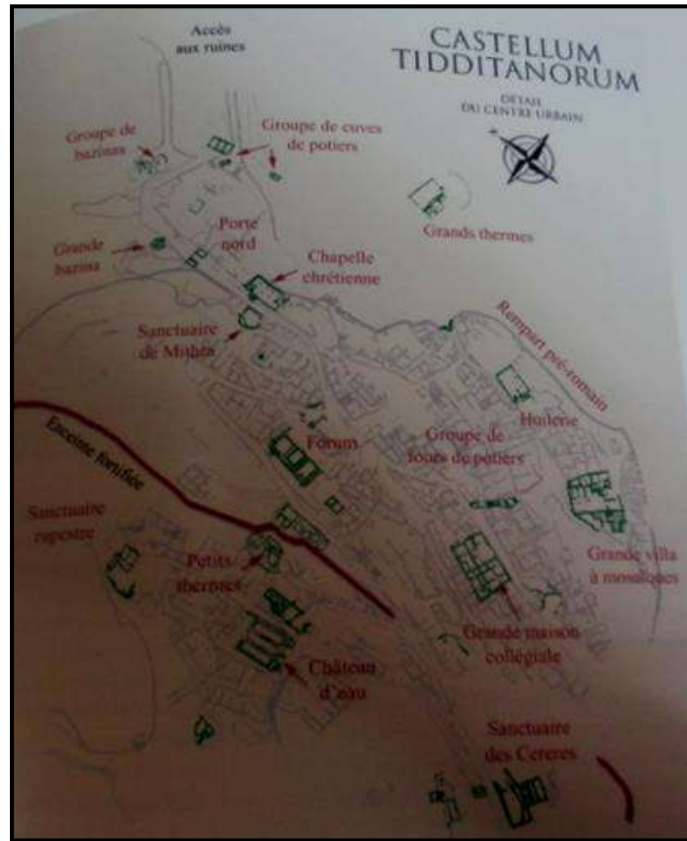 Accès
aux ruines
CASTELLUM
TIDDITANORUM
DÉTAIL
DU CENTRE URBAIN
Groupe de
bazinas
Groupe de cuves
de potiers
Grands thermes
Grande
bazina
Porte
nord
Chapelle
chrétienne
Sanctuaire
de Mithra
Rempart pré-romain
Huilerie
Forum
Groupe de
fours de potiers
Enceinte fortifiée
Sanctuaire
rupestre
Petits
thermes
Grande villa
à mosaïques
Grande maison
collégiale
Château
d'eau
Sanctuaire
des Cereres